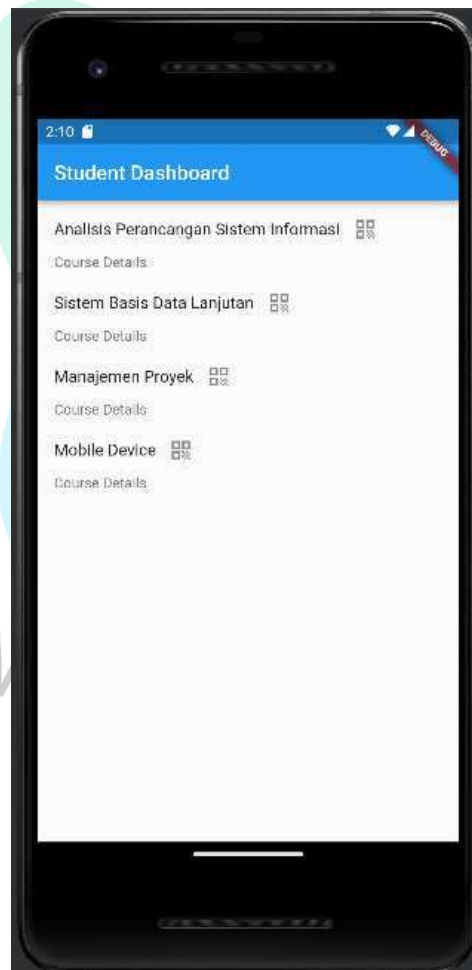 2:10
DEBUG
Student Dashboard
Analisis Perancangan Sistem Informasi
Course Details
Sistem Basis Data Lanjutan
Course Details
Manajemen Proyek
Course Details
Mobile Device
Course Details